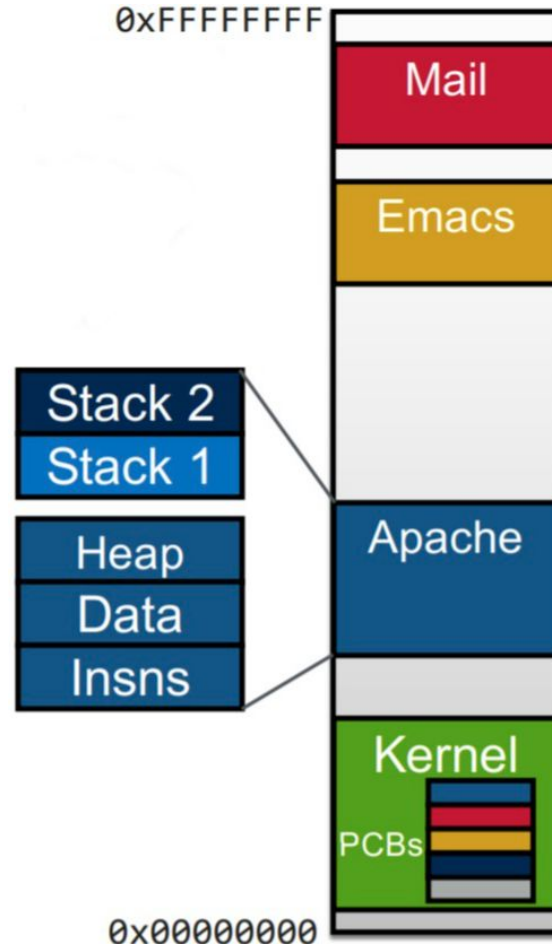 0xFFFFFFFF
Mail
Emacs
Stack 2
Stack 1
Heap
Data
Insns
Apache
Kernel
PCBs
0x00000000